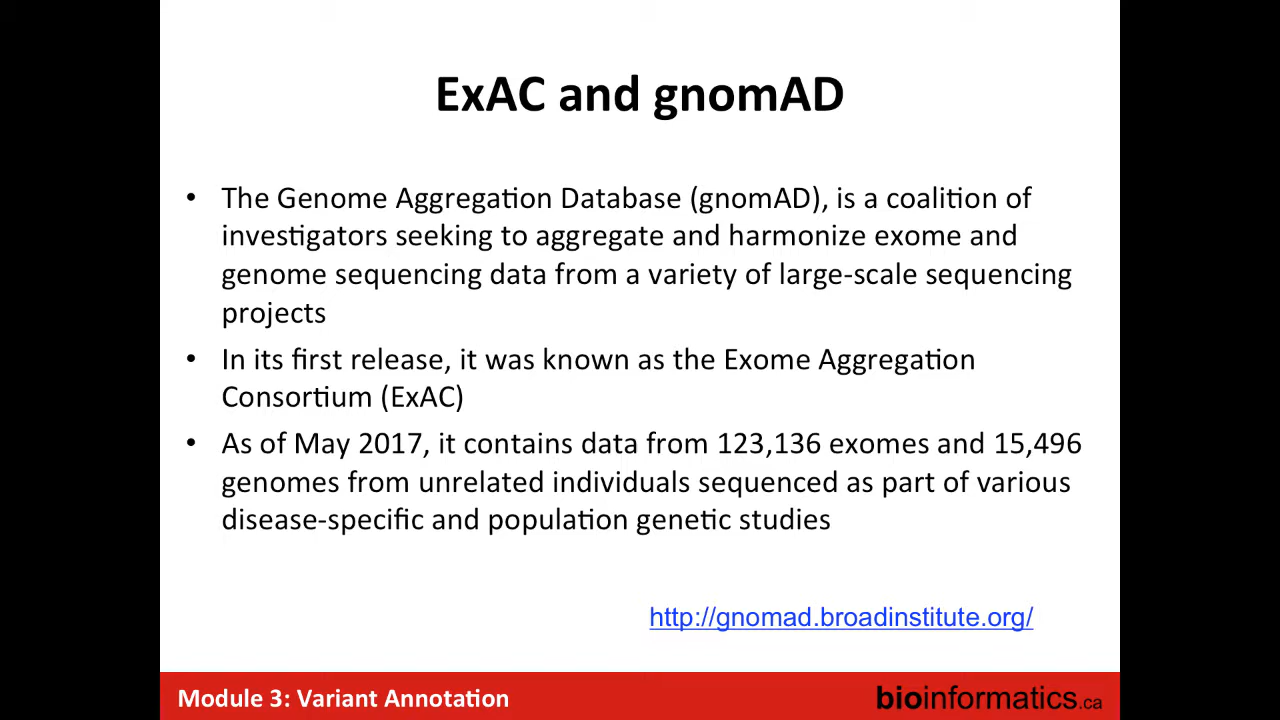 ExAC and gnomAD
• The Genome Aggregation Database (gnomAD), is a coalition of
investigators seeking to aggregate and harmonize exome and
genome sequencing data from a variety of large-scale sequencing
projects
• In its first release, it was known as the Exome Aggregation
Consortium (ExAC)
• As of May 2017, it contains data from 123,136 exomes and 15,496
genomes from unrelated individuals sequenced as part of various
disease-specific and population genetic studies
http://gnomad.broadinstitute.org/
Module 3: Variant Annotation
bioinformatics.ca